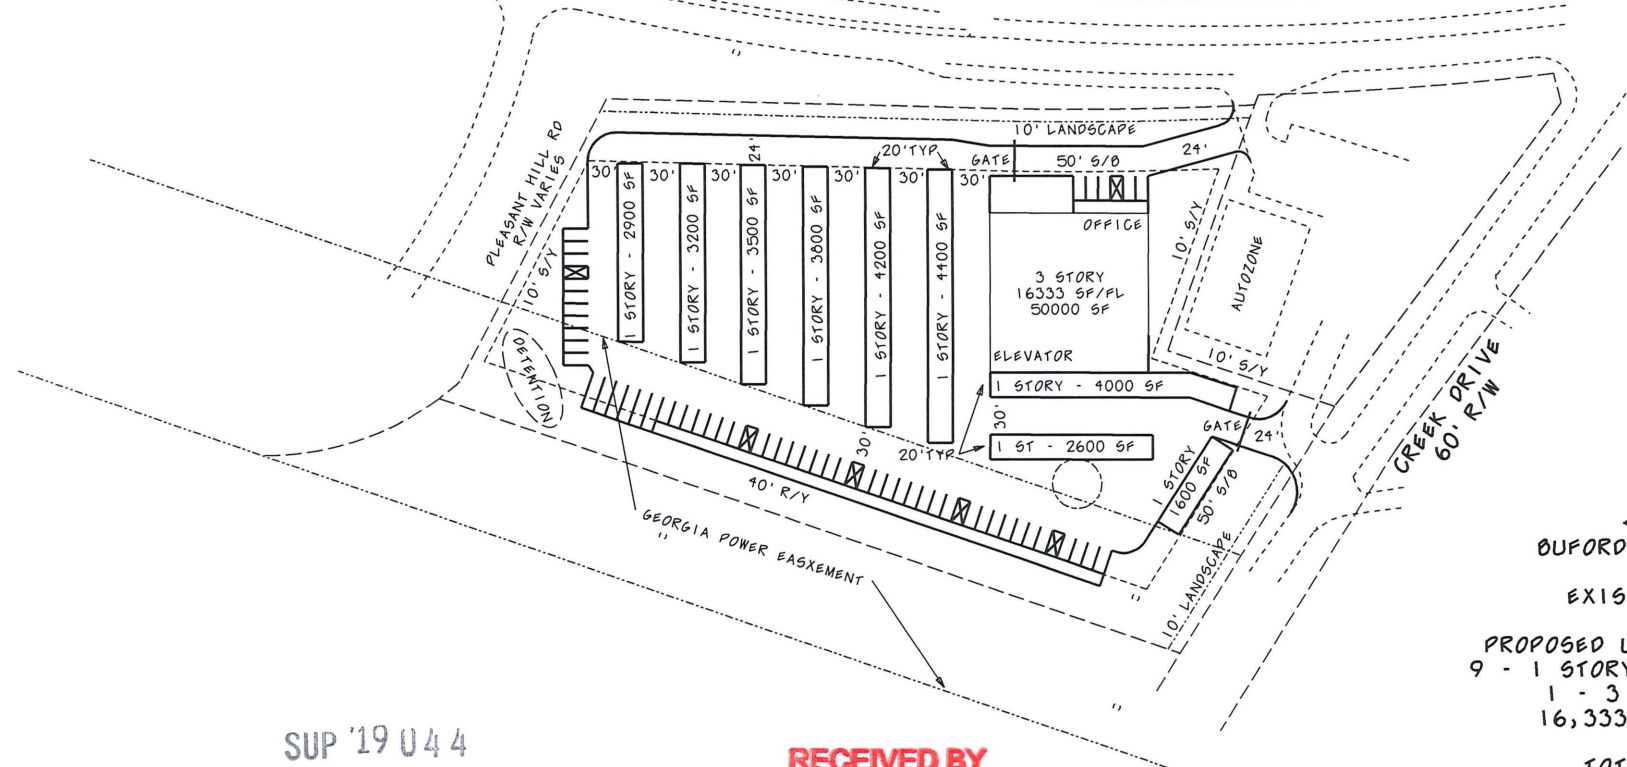 10' LANDSCAPE
PLEASANT HILL RD
R/W VARIES
24'
20'TYP.
GATE
50' S/B
24'
30'
30'
30'
30'
30'
30'
30'
1 STORY - 2900 SF
1 STORY - 3200 SF
1 STORY - 3500 SF
1 STORY - 3800 SF
1 STORY - 4200 SF
1 STORY - 4400 SF
OFFICE
10' S/Y
10' S/Y
AUTOZONE
3 STORY
16333 SF/FL
50000 SF
ELEVATOR
10' S/Y
1 STORY - 4000 SF
CREEK DRIVE
60' R/W
DETENTION
30'
GATE
24'
30'
20'TYP.
1 ST - 2600 SF
1 STORY
1600 SF
50' S/B
40' R/Y
GEORGIA POWER EASXEMENT
10' LANDSCAPE
BUFORD
EXIS
PROPOSED U
9 - 1 STORY
1 - 3
16,333
SUP '19 044
RECEIVED BY
TOT